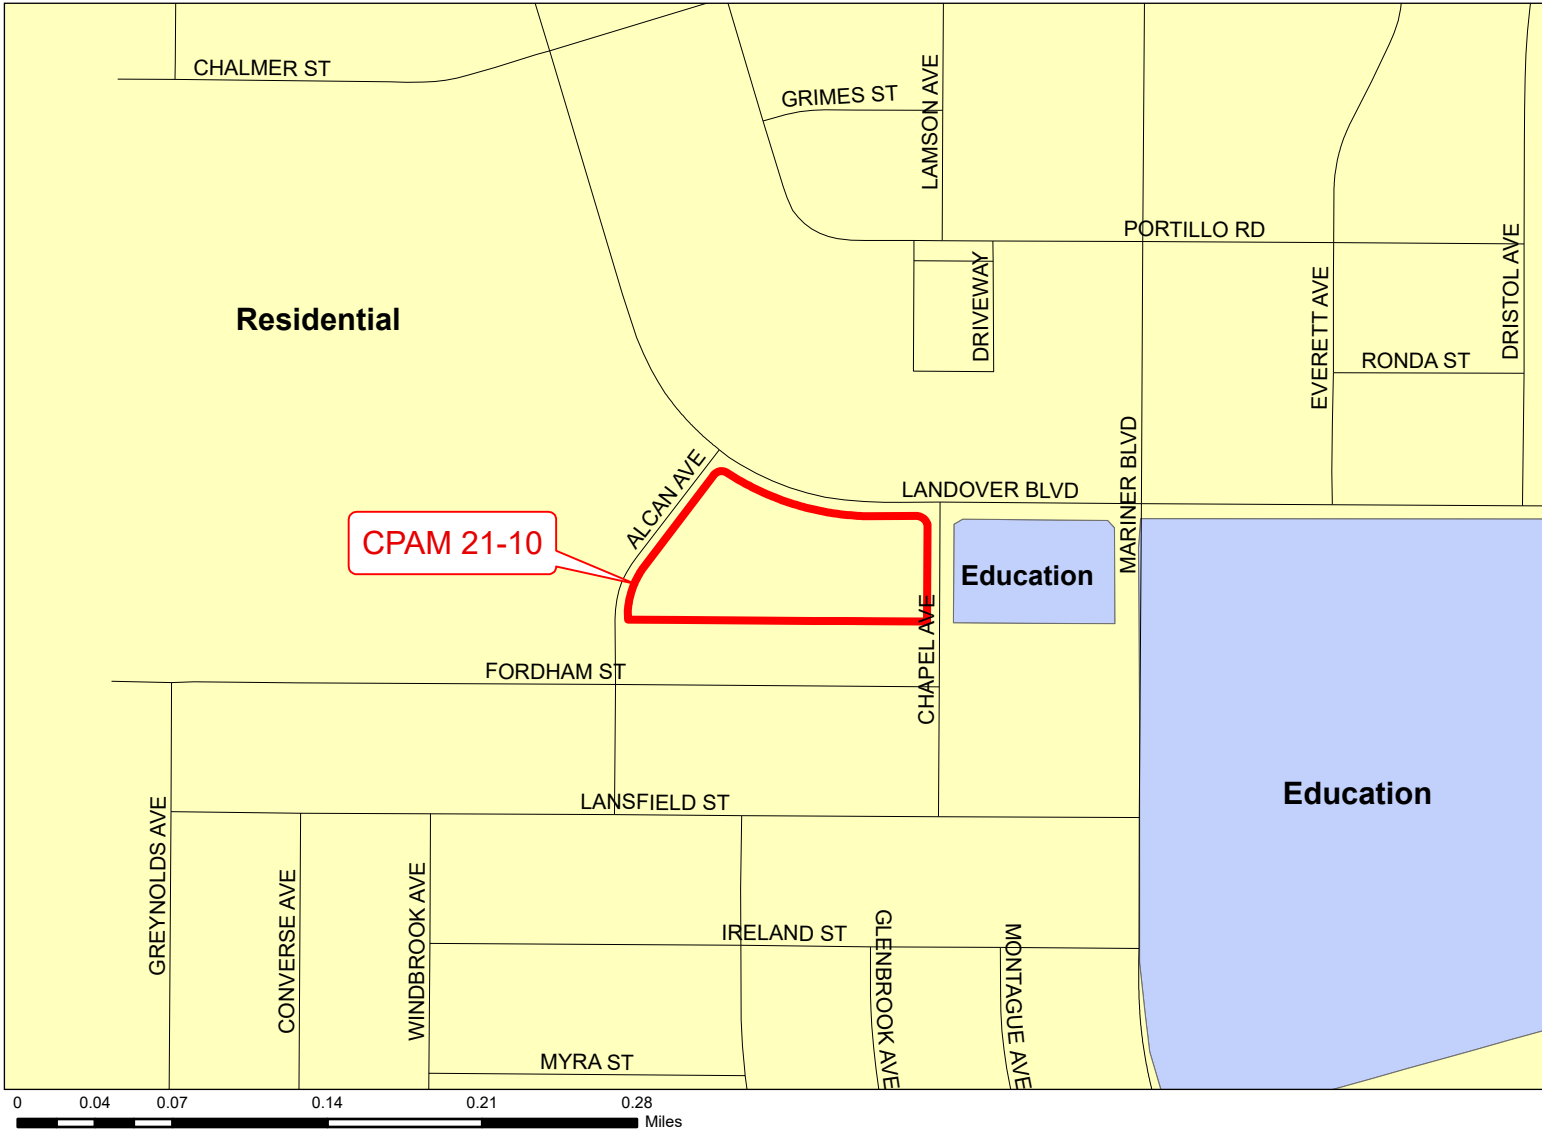 CHALMER ST
GRIMES ST
LAMSON AVE
PORTILLO RD
DRIVEWAY
EVERETT AVE
DRISTOL AVE
RONDA ST
Residential
ALCAN AVE
LANDOVER BLVD
MARINER BLVD
CPAM 21-10
Education
CHAPEL AVE
FORDHAM ST
LANSFIELD ST
Education
GREYNOLDS AVE
CONVERSE AVE
WINDBROOK AVE
IRELAND ST
GLENBROOK AVE
MONTAGUE AVE
MYRA ST
0 0.04 0.07 0.14 0.21 0.28
Miles